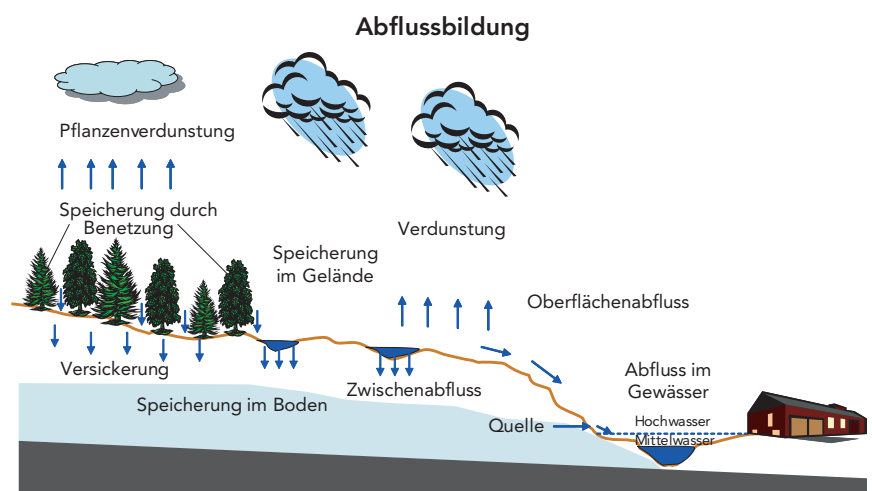 Abflussbildung
Pflanzenverdunstung
Speicherung durch
Benetzung
Verdunstung
Speicherung
im Gelände
Oberflächenabfluss
Versickerung
Zwischenabfluss
Abfluss im
Gewässer
Speicherung im Boden
Quelle
Hochwasser
Mittelwasser